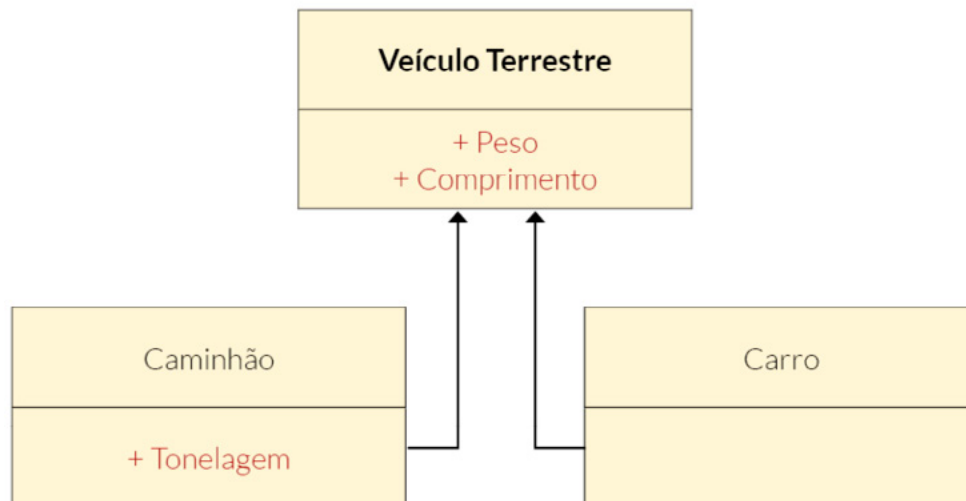 Veículo Terrestre
+ Peso
+ Comprimento
Caminhão
+ Tonelagem
Carro